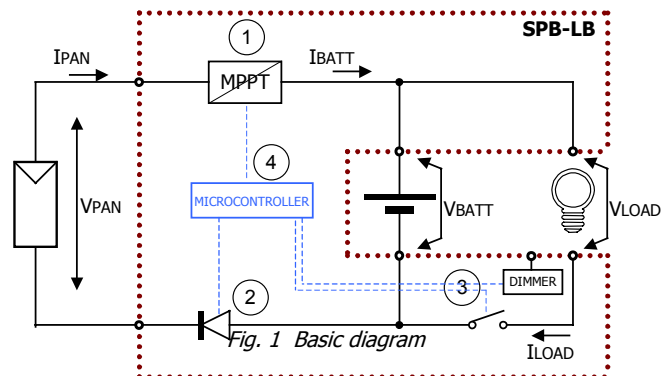 SPB-LB
1
IPAN
IBATT
MPPT
4
MICROCONTROLLER
VPAN
VBATT
VLOAD
DIMMER
2
3
Fig. 1 Basic diagram
ILOAD